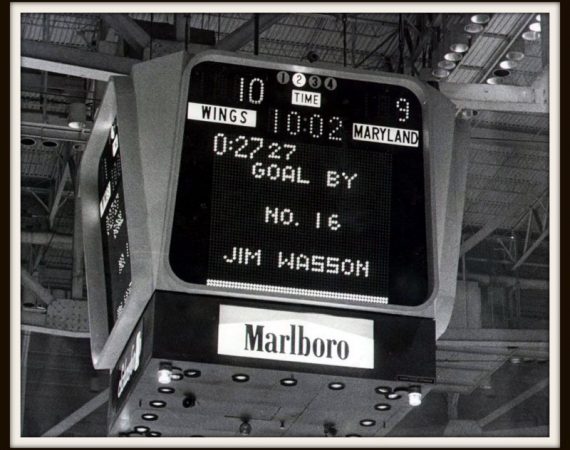 1 2 3 4
10 TIME 9
WINGS 10:02 MARYLAND
0:27 27
GOAL BY
NO. 16
JIM WASSON
Marlboro